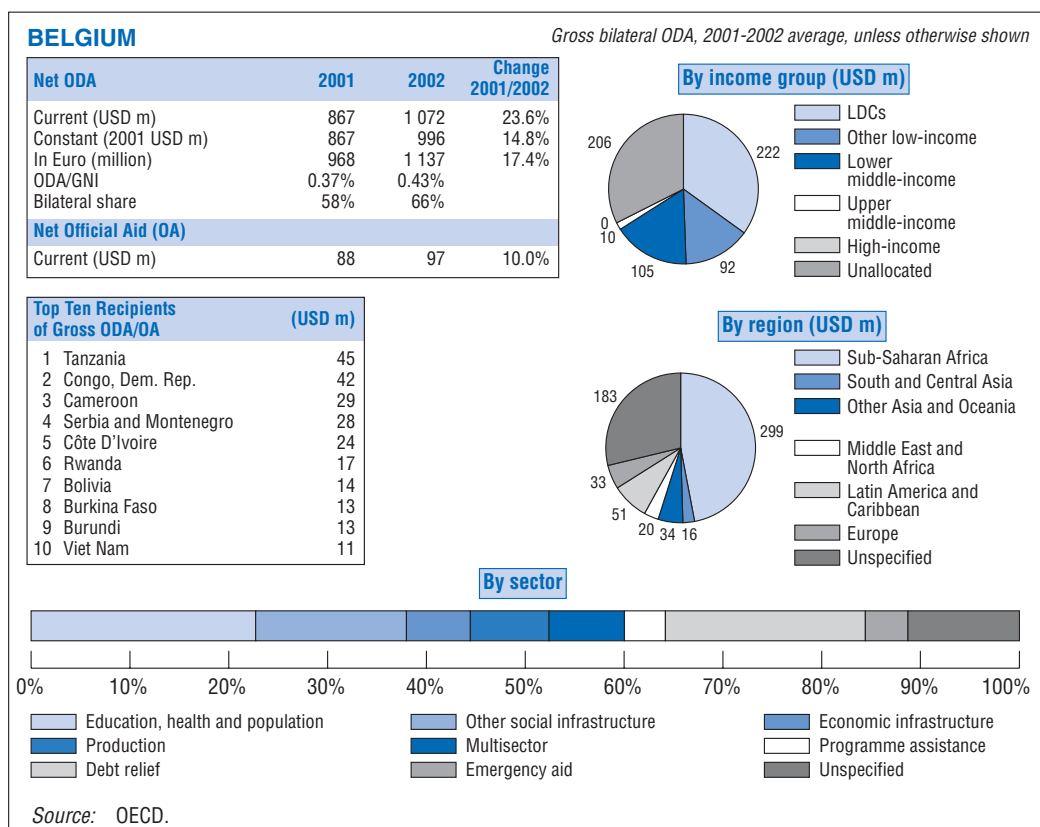 BELGIUM
Gross bilateral ODA, 2001-2002 average, unless otherwise shown
Net ODA 2001 2002 Change 2001/2002
Current (USD m) 867 1 072 23.6%
Constant (2001 USD m) 867 996 14.8%
In Euro (million) 968 1 137 17.4%
ODA/GNI 0.37% 0.43%
Bilateral share 58% 66%
Net Official Aid (OA)
Current (USD m) 88 97 10.0%
By income group (USD m)
206
222
0
10
105
92
LDCs
Other low-income
Lower
middle-income
Upper
middle-income
High-income
Unallocated
Top Ten Recipients
of Gross ODA/OA (USD m)
1 Tanzania 45
2 Congo, Dem. Rep. 42
3 Cameroon 29
4 Serbia and Montenegro 28
5 Côte D'Ivoire 24
6 Rwanda 17
7 Bolivia 14
8 Burkina Faso 13
9 Burundi 13
10 Viet Nam 11
By region (USD m)
183
299
33
51
20
34
16
Sub-Saharan Africa
South and Central Asia
Other Asia and Oceania
Middle East and
North Africa
Latin America and
Caribbean
Europe
Unspecified
By sector
0% 10% 20% 30% 40% 50% 60% 70% 80% 90% 100%
Education, health and population Other social infrastructure Economic infrastructure
Production Multisector Programme assistance
Debt relief Emergency aid Unspecified
Source: OECD.